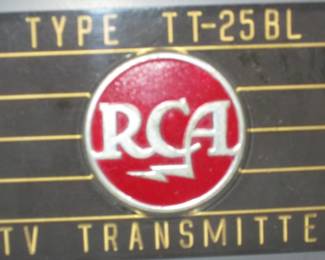 TYPE TT-25BL
RCA
TV TRANSMITTE